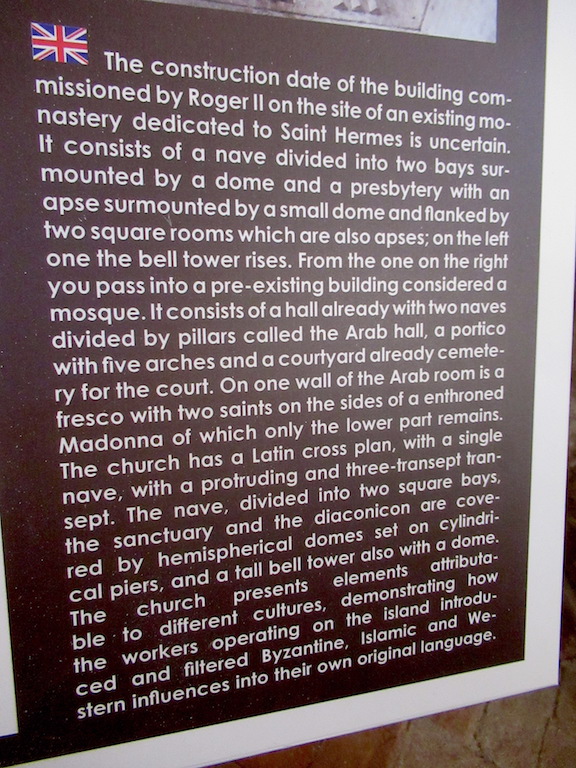 The construction date of the building com-
missioned by Roger II on the site of an existing mo-
nastery dedicated to Saint Hermes is uncertain.
It consists of a nave divided into two bays sur-
mounted by a dome and a presbytery with an
apse surmounted by a small dome and flanked by
two square rooms which are also apses; on the left
one the bell tower rises. From the one on the right
you pass into a pre-existing building considered a
mosque. It consists of a hall already with two naves
divided by pillars called the Arab hall, a portico
with five arches and a courtyard already cemete-
ry for the court. On one wall of the Arab room is a
fresco with two saints on the sides of a enthroned
Madonna of which only the lower part remains.
The church has a Latin cross plan, with a single
nave, with a protruding and three-transept tran-
sept. The nave, divided into two square bays,
the sanctuary and the diaconicon are cove-
red by hemispherical domes set on cylindri-
cal piers, and a tall bell tower also with a dome.
The church presents elements attributa-
ble to different cultures, demonstrating how
the workers operating on the island introdu-
ced and filtered Byzantine, Islamic and We-
stern influences into their own original language.